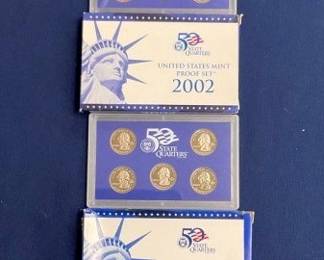 50
STATE
QUARTERS
UNITED STATES MINT
PROOF SET
2002
50
STATE
QUARTERS
50
STATE
QUARTERS